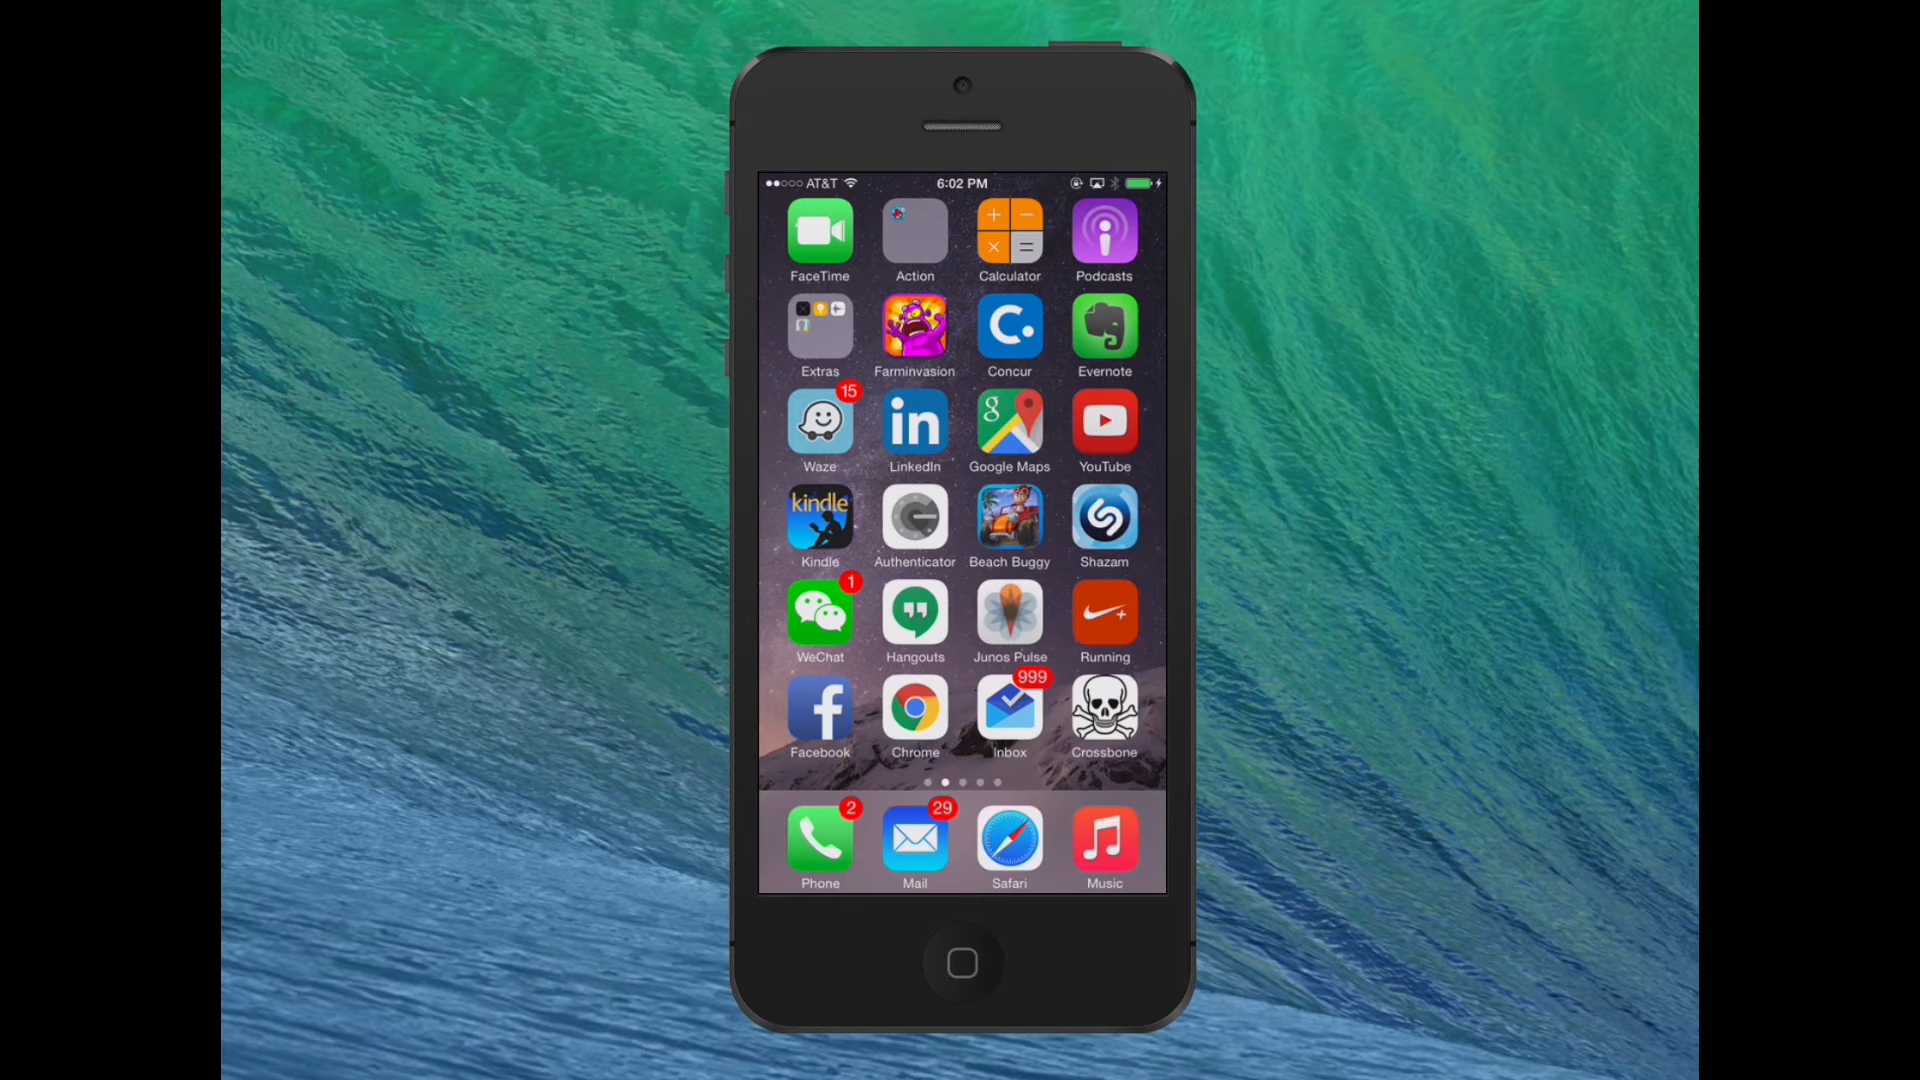 AT&T 6:02 PM
FaceTime Action Calculator Podcasts
Extras Farminvasion Concur Evernote
15
in g
Waze LinkedIn Google Maps YouTube
kindle
Kindle Authenticator Beach Buggy Shazam
1
WeChat Hangouts Junos Pulse Running
999
Facebook Chrome Inbox Crossbone
2 29
Phone Mail Safari Music